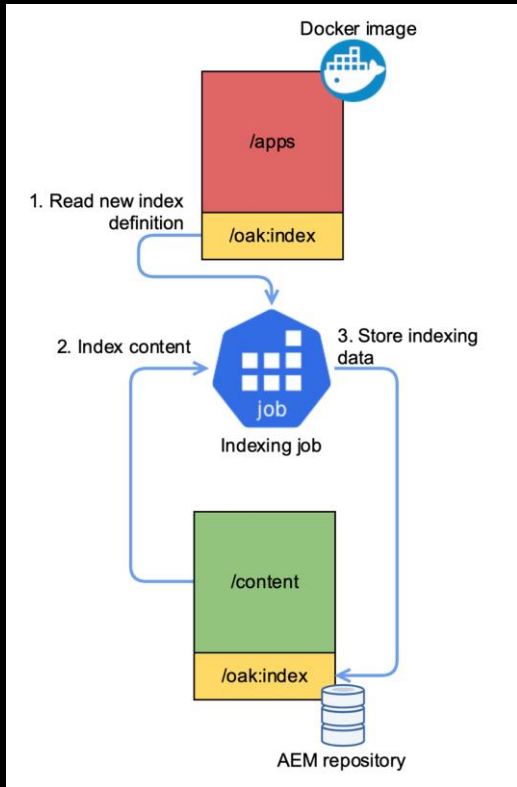 Docker image
/apps
1. Read new index
definition
/oak:index
2. Index content
3. Store indexing
data
job
Indexing job
/content
/oak:index
AEM repository